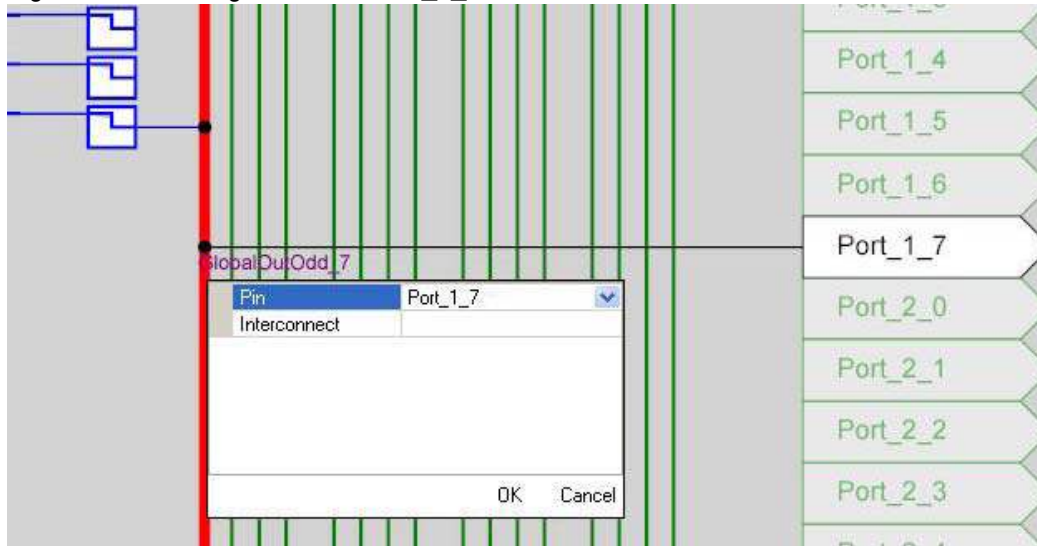 Port_1_4
Port_1_5
Port_1_6
Port_1_7
GlobalOutOdd_7
Pin Port_1_7
Interconnect
Port_2_0
Port_2_1
Port_2_2
Port_2_3
OK Cancel